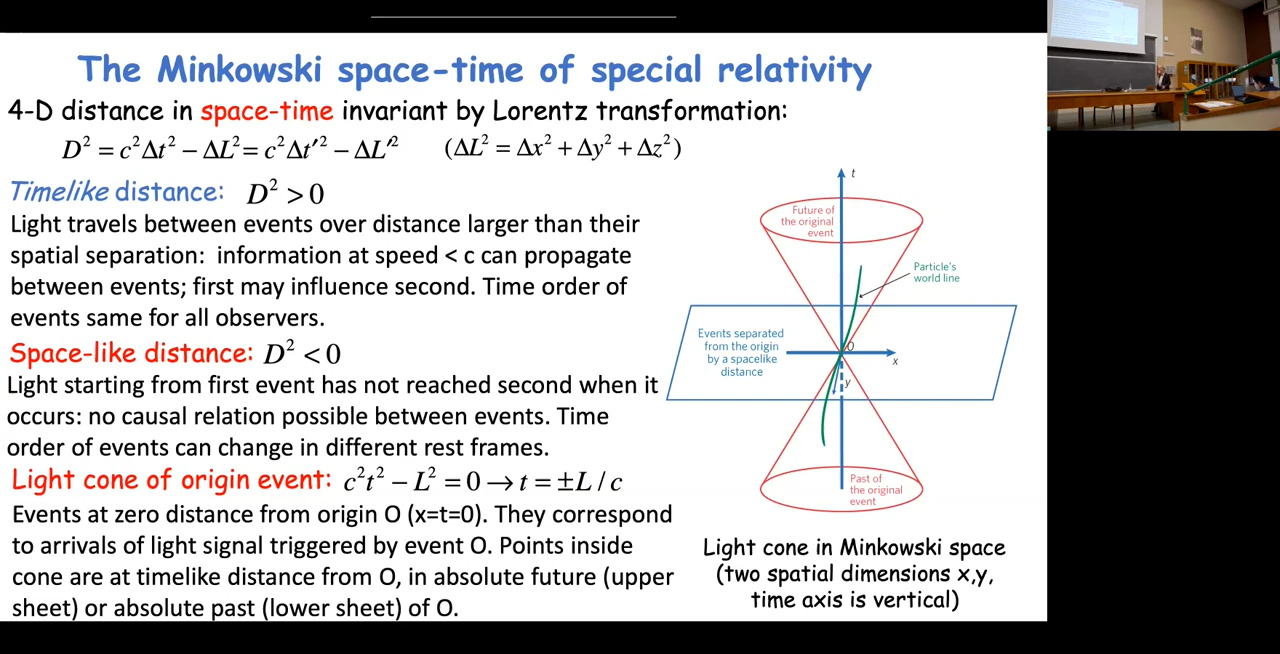 The Minkowski space-time of special relativity
4-D distance in space-time invariant by Lorentz transformation:
D² = c²Δt² − ΔL² = c²Δt′² − ΔL′² (ΔL² = Δx² + Δy² + Δz²)
Timelike distance: D² > 0
Light travels between events over distance larger than their
spatial separation: information at speed < c can propagate
between events; first may influence second. Time order of
events same for all observers.
Space-like distance: D² < 0
Light starting from first event has not reached second when it
occurs: no causal relation possible between events. Time
order of events can change in different rest frames.
Light cone of origin event: c²t² − L² = 0 → t = ±L / c
Events at zero distance from origin O (x=t=0). They correspond
to arrivals of light signal triggered by event O. Points inside
cone are at timelike distance from O, in absolute future (upper
sheet) or absolute past (lower sheet) of O.
t
Future of
the original
event
Particle's
world line
Events separated
from the origin
by a spacelike
distance
O
x
y
Past of
the original
event
Light cone in Minkowski space
(two spatial dimensions x,y,
time axis is vertical)